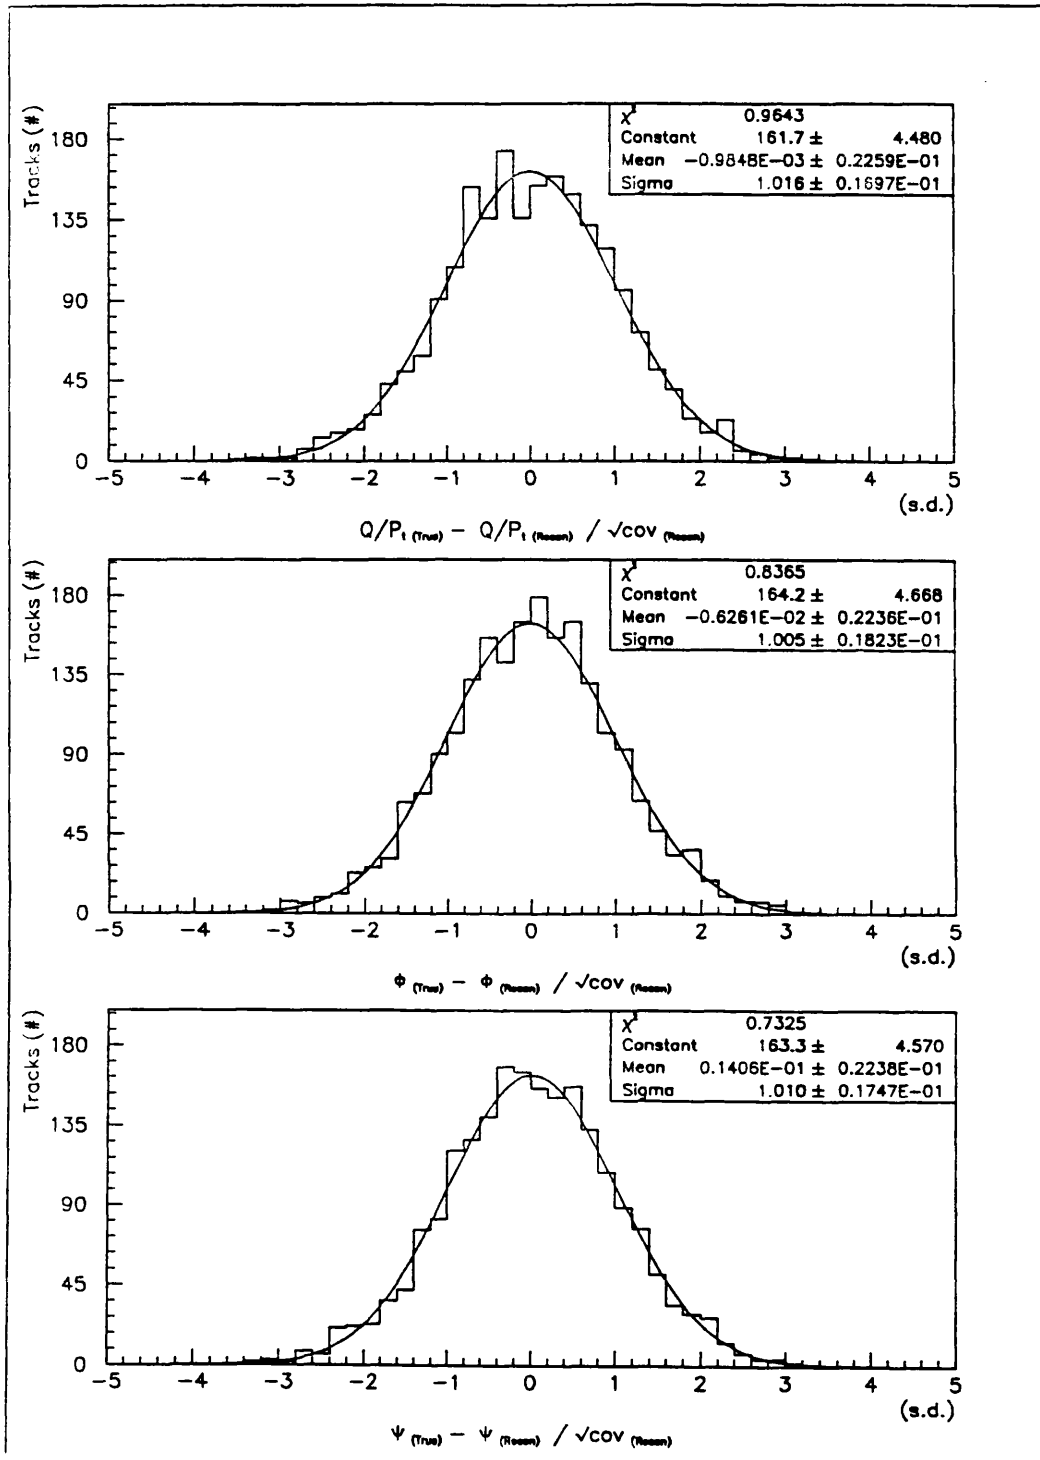 Tracks (#)
180
135
90
45
0
χ² 0.9643
Constant 161.7 ± 4.480
Mean −0.9848E−03 ± 0.2259E−01
Sigma 1.016 ± 0.1697E−01
−5 −4 −3 −2 −1 0 1 2 3 4 5
(s.d.)
Q/Pt (True) − Q/Pt (Recon) / √cov (Recon)
Tracks (#)
180
135
90
45
0
χ² 0.8365
Constant 164.2 ± 4.668
Mean −0.6261E−02 ± 0.2236E−01
Sigma 1.005 ± 0.1823E−01
−5 −4 −3 −2 −1 0 1 2 3 4 5
(s.d.)
Φ (True) − Φ (Recon) / √cov (Recon)
Tracks (#)
180
135
90
45
0
χ² 0.7325
Constant 163.3 ± 4.570
Mean 0.1406E−01 ± 0.2238E−01
Sigma 1.010 ± 0.1747E−01
−5 −4 −3 −2 −1 0 1 2 3 4 5
(s.d.)
Ψ (True) − Ψ (Recon) / √cov (Recon)